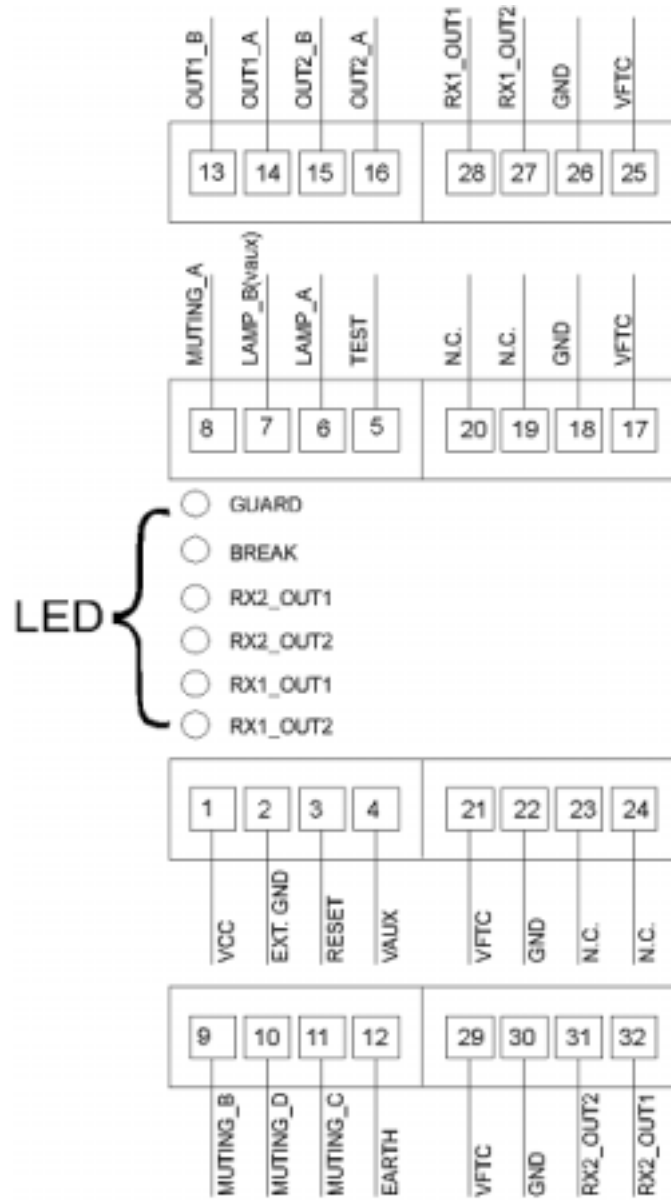 OUT1_B OUT1_A OUT2_B OUT2_A RX1_OUT1 RX1_OUT2 GND VFTC
13 14 15 16 28 27 26 25
MUTING_A LAMP_B(vaux) LAMP_A TEST N.C. N.C. GND VFTC
8 7 6 5 20 19 18 17
GUARD
BREAK
RX2_OUT1
LED
RX2_OUT2
RX1_OUT1
RX1_OUT2
1 2 3 4 21 22 23 24
VCC EXT. GND RESET VAUX VFTC GND N.C. N.C.
9 10 11 12 29 30 31 32
MUTING_B MUTING_D MUTING_C EARTH VFTC GND RX2_OUT2 RX2_OUT1